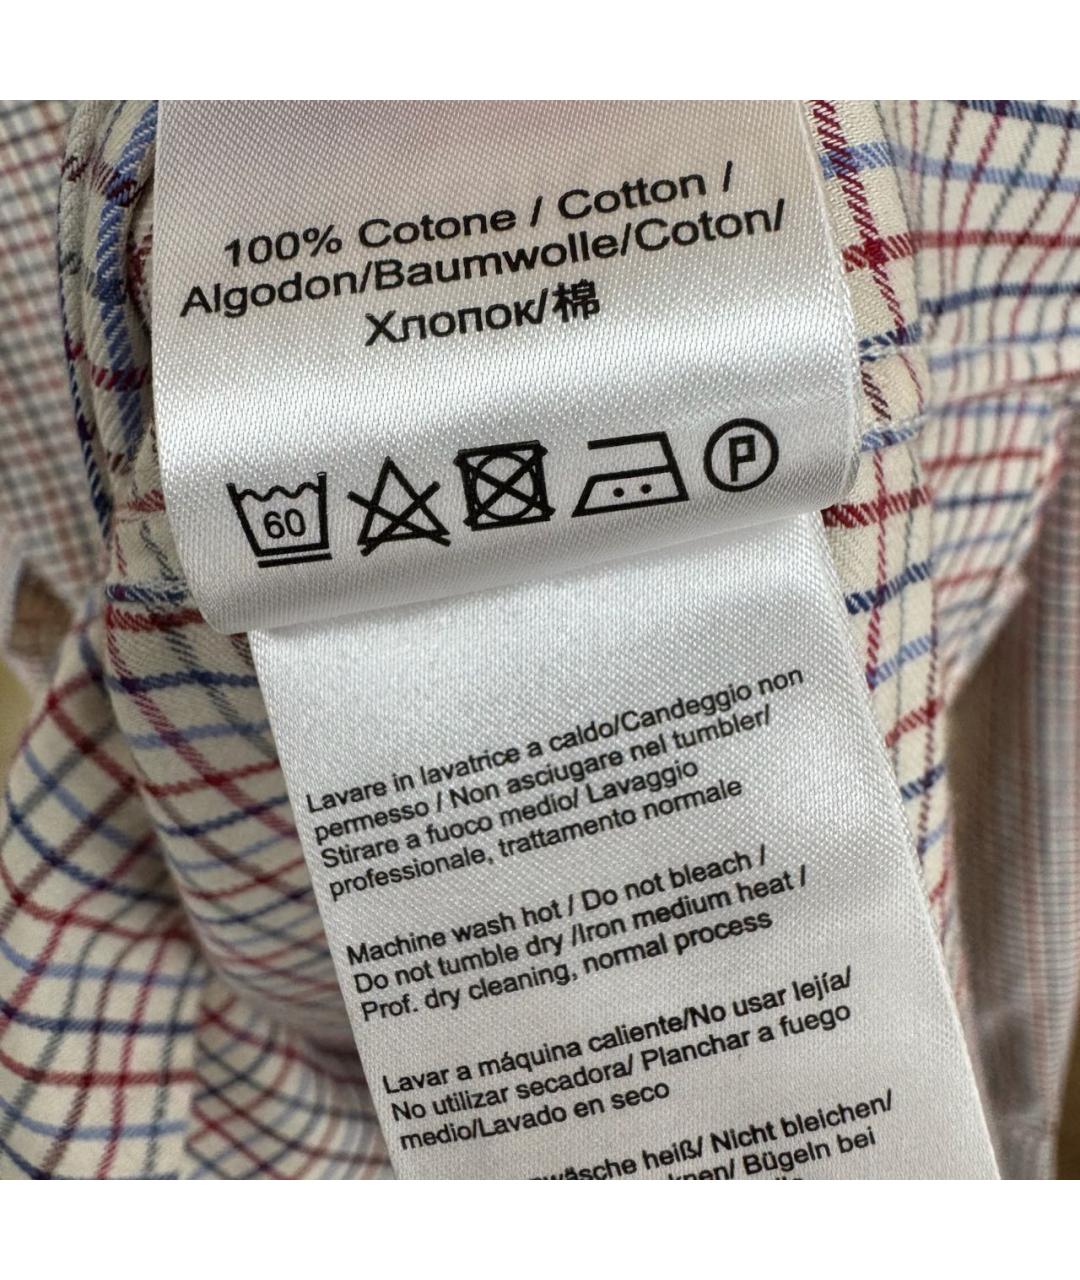 100% Cotone / Cotton /
Algodon/Baumwolle/Coton/
Хлопок/棉
60
P
Lavare in lavatrice a caldo/Candeggio non
permesso / Non asciugare nel tumbler/
Stirare a fuoco medio/ Lavaggio
professionale, trattamento normale
Machine wash hot / Do not bleach /
Do not tumble dry /Iron medium heat /
Prof. dry cleaning, normal process
Lavar a máquina caliente/No usar lejía/
No utilizar secadora/ Planchar a fuego
medio/Lavado en seco
heiß/ Nicht bleichen/
Bügeln bei